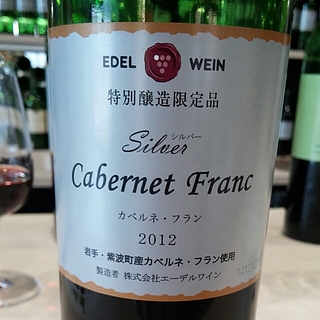 EDEL WEIN
特別醸造限定品
シルバー
Silver
Cabernet Franc
カベルネ・フラン
2012
岩手・紫波町産カベルネ・フラン使用
製造者 株式会社エーデルワイン